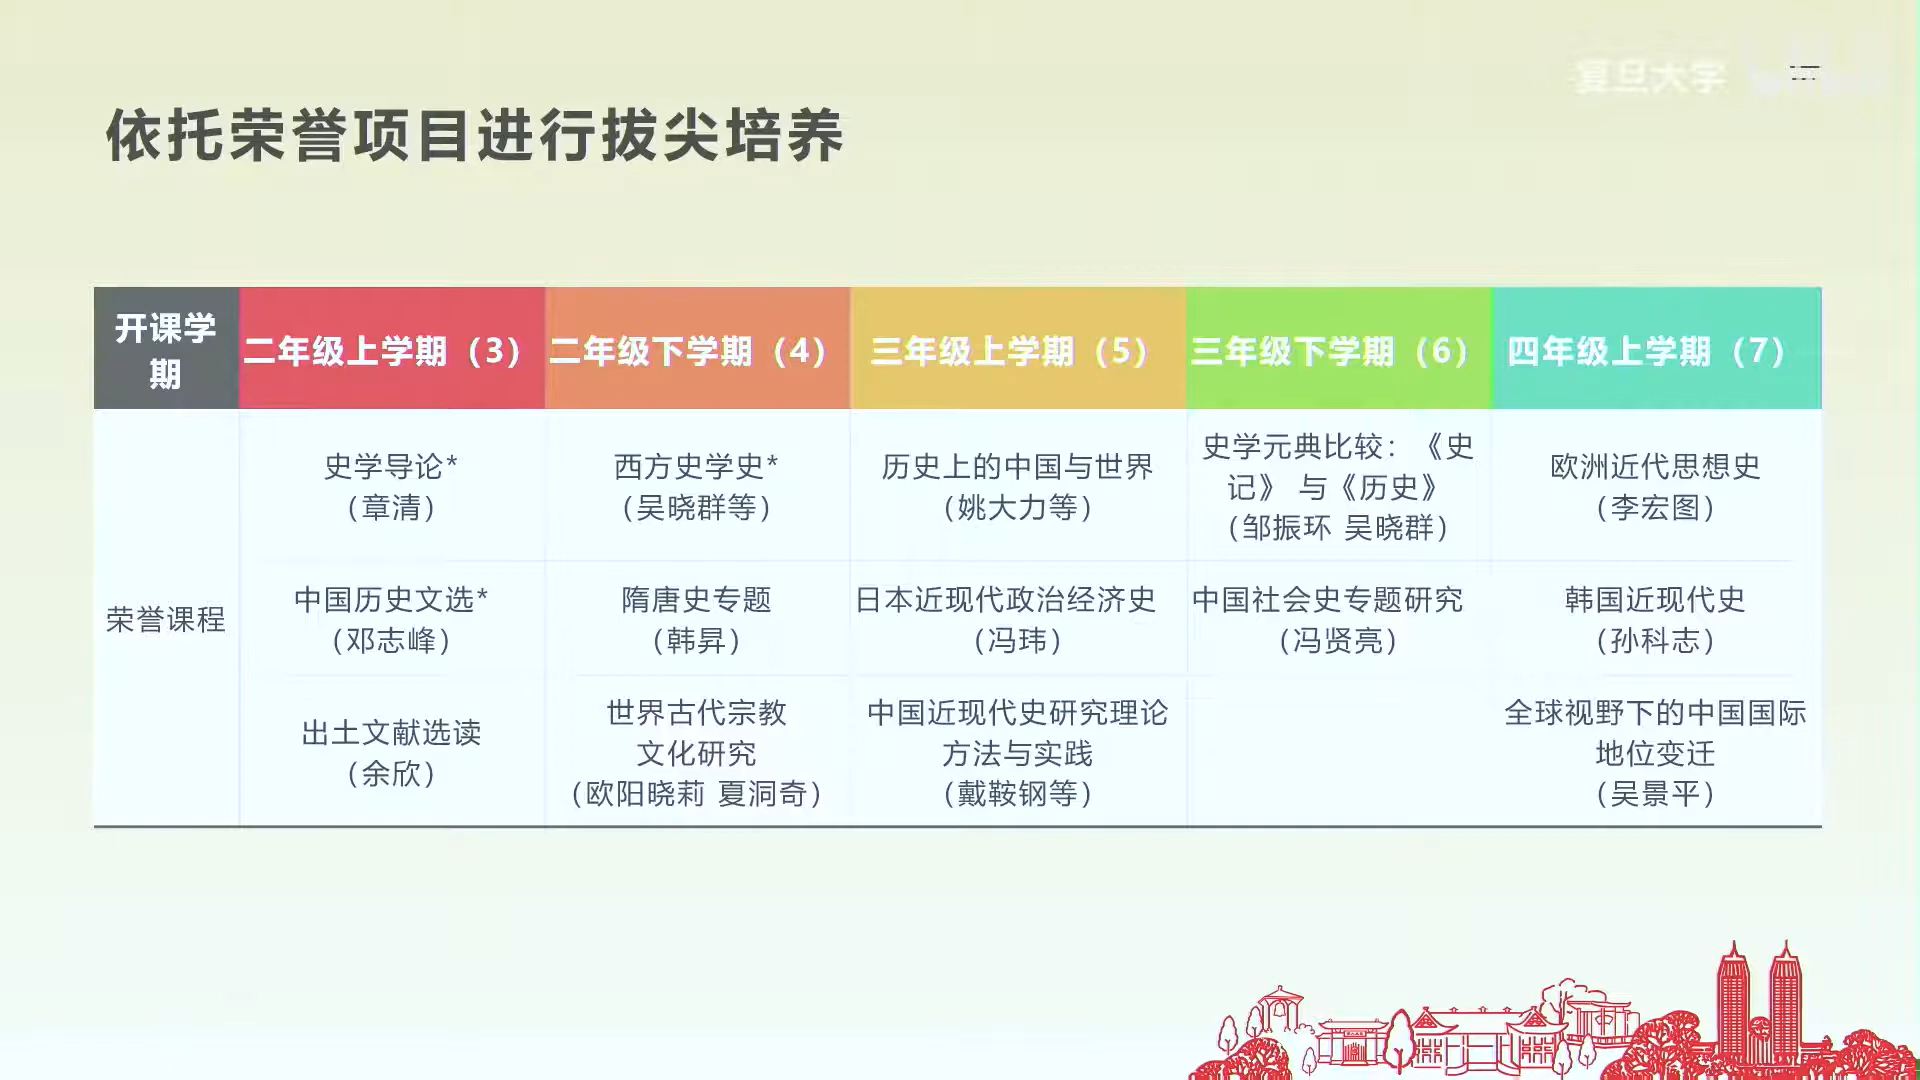 复旦大学
依托荣誉项目进行拔尖培养
开课学
期
二年级上学期（3）
二年级下学期（4）
三年级上学期（5）
三年级下学期（6）
四年级上学期（7）
荣誉课程
史学导论*
（章清）
西方史学史*
（吴晓群等）
历史上的中国与世界
（姚大力等）
史学元典比较：《史
记》 与《历史》
（邹振环 吴晓群）
欧洲近代思想史
（李宏图）
中国历史文选*
（邓志峰）
隋唐史专题
（韩昇）
日本近现代政治经济史
（冯玮）
中国社会史专题研究
（冯贤亮）
韩国近现代史
（孙科志）
出土文献选读
（余欣）
世界古代宗教
文化研究
（欧阳晓莉 夏洞奇）
中国近现代史研究理论
方法与实践
（戴鞍钢等）
全球视野下的中国国际
地位变迁
（吴景平）